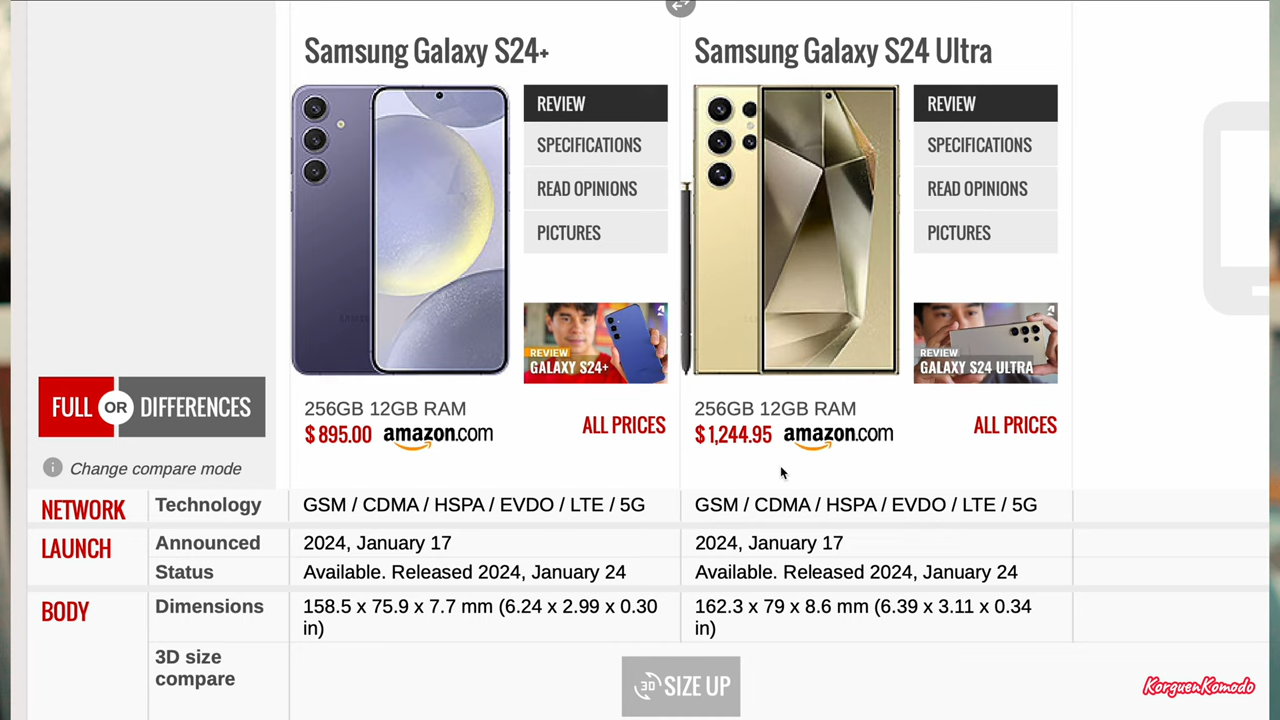 Samsung Galaxy S24+
Samsung Galaxy S24 Ultra
REVIEW
SPECIFICATIONS
READ OPINIONS
PICTURES
REVIEW
SPECIFICATIONS
READ OPINIONS
PICTURES
REVIEW
GALAXY S24+
REVIEW
GALAXY S24 ULTRA
256GB 12GB RAM
$ 895.00 amazon.com
ALL PRICES
256GB 12GB RAM
$ 1,244.95 amazon.com
ALL PRICES
FULL OR DIFFERENCES
i Change compare mode
NETWORK Technology GSM / CDMA / HSPA / EVDO / LTE / 5G GSM / CDMA / HSPA / EVDO / LTE / 5G
LAUNCH Announced 2024, January 17 2024, January 17
Status Available. Released 2024, January 24 Available. Released 2024, January 24
BODY Dimensions 158.5 x 75.9 x 7.7 mm (6.24 x 2.99 x 0.30 162.3 x 79 x 8.6 mm (6.39 x 3.11 x 0.34
in) in)
3D size
compare
3D SIZE UP
KorguenKomodo